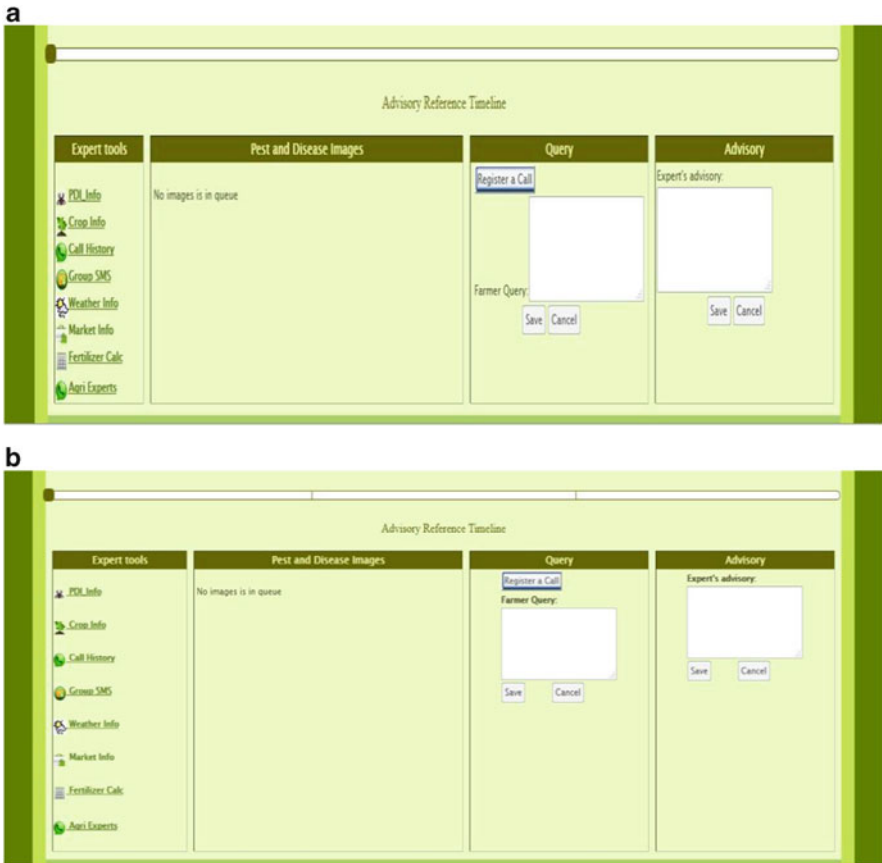 a
Advisory Reference Timeline
Expert tools
Pest and Disease Images
Query
Advisory
PDI_Info
Crop Info
Call History
Group SMS
Weather Info
Market Info
Fertilizer Calc
Agri Experts
No images is in queue
Register a Call
Farmer Query:
Save Cancel
Expert's advisory:
Save Cancel
b
Advisory Reference Timeline
Expert tools
Pest and Disease Images
Query
Advisory
PDI_Info
Crop Info
Call History
Group SMS
Weather Info
Market Info
Fertilizer Calc
Agri Experts
No images is in queue
Register a Call
Farmer Query:
Save Cancel
Expert's advisory:
Save Cancel